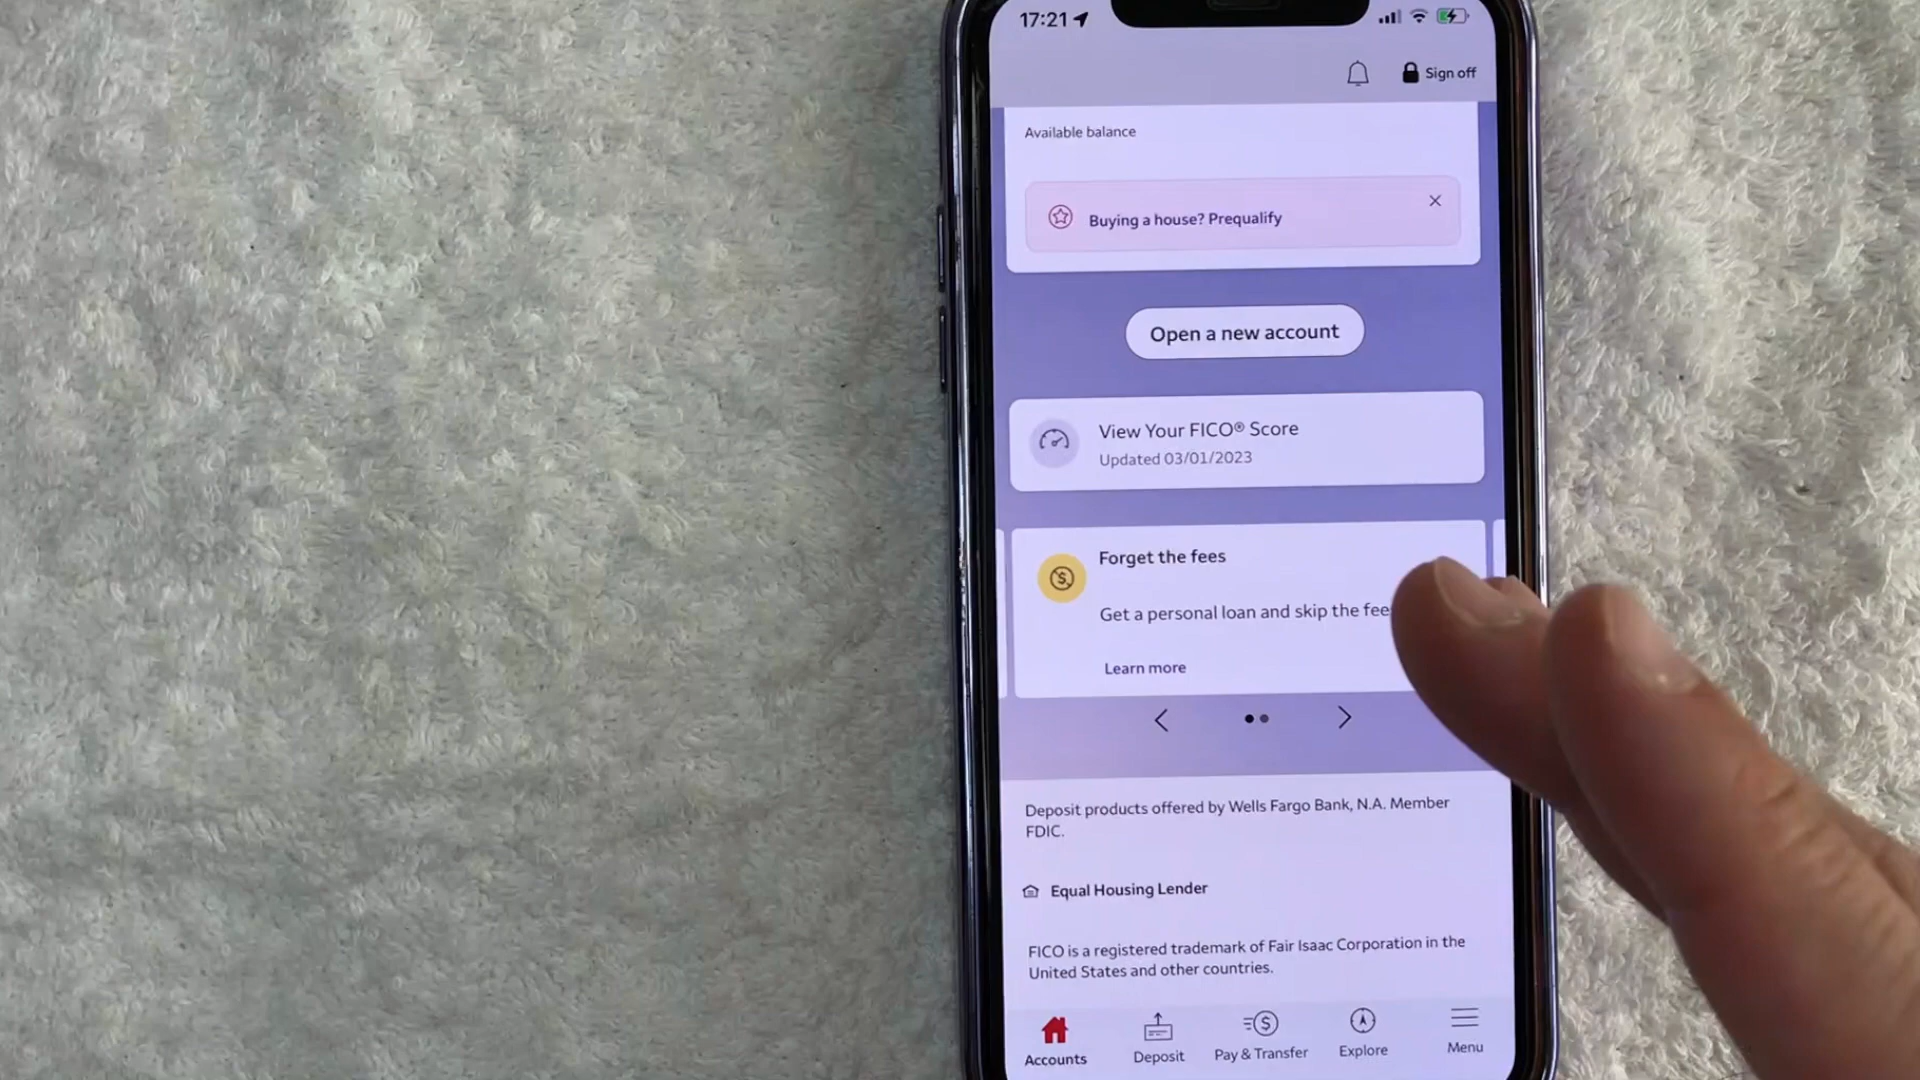 17:21
Sign off
Available balance
Buying a house? Prequalify
Open a new account
View Your FICO® Score
Updated 03/01/2023
Forget the fees
Get a personal loan and skip the fee
Learn more
Deposit products offered by Wells Fargo Bank, N.A. Member
FDIC.
Equal Housing Lender
FICO is a registered trademark of Fair Isaac Corporation in the
United States and other countries.
Accounts
Deposit
Pay & Transfer
Explore
Menu